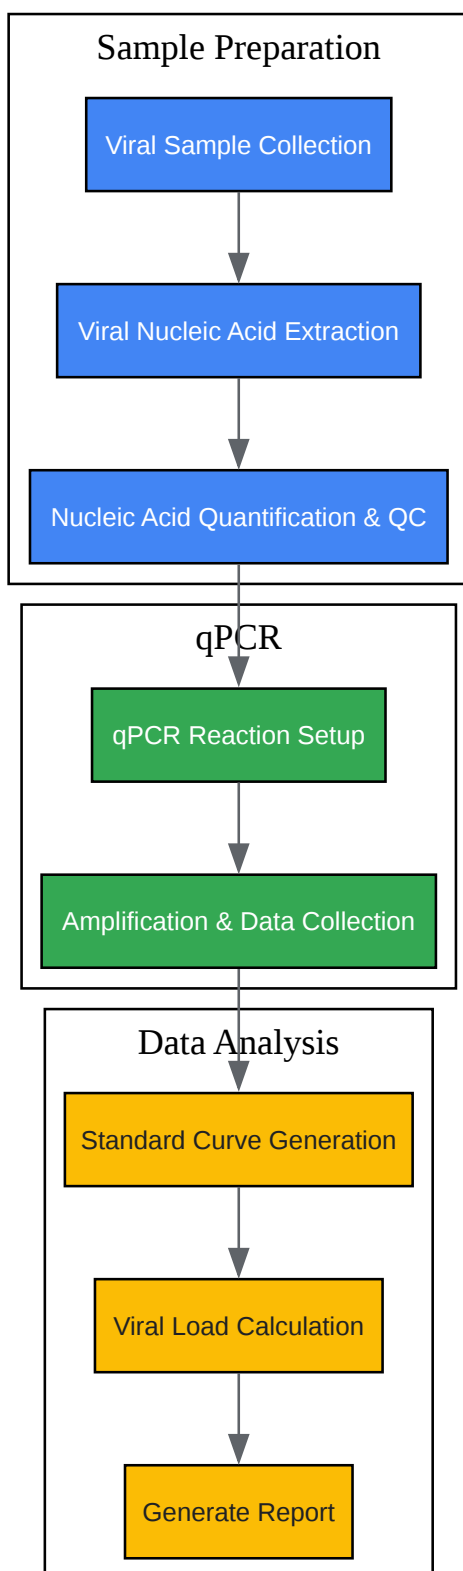 Sample Preparation
Viral Sample Collection
Viral Nucleic Acid Extraction
Nucleic Acid Quantification & QC
qPCR
qPCR Reaction Setup
Amplification & Data Collection
Data Analysis
Standard Curve Generation
Viral Load Calculation
Generate Report